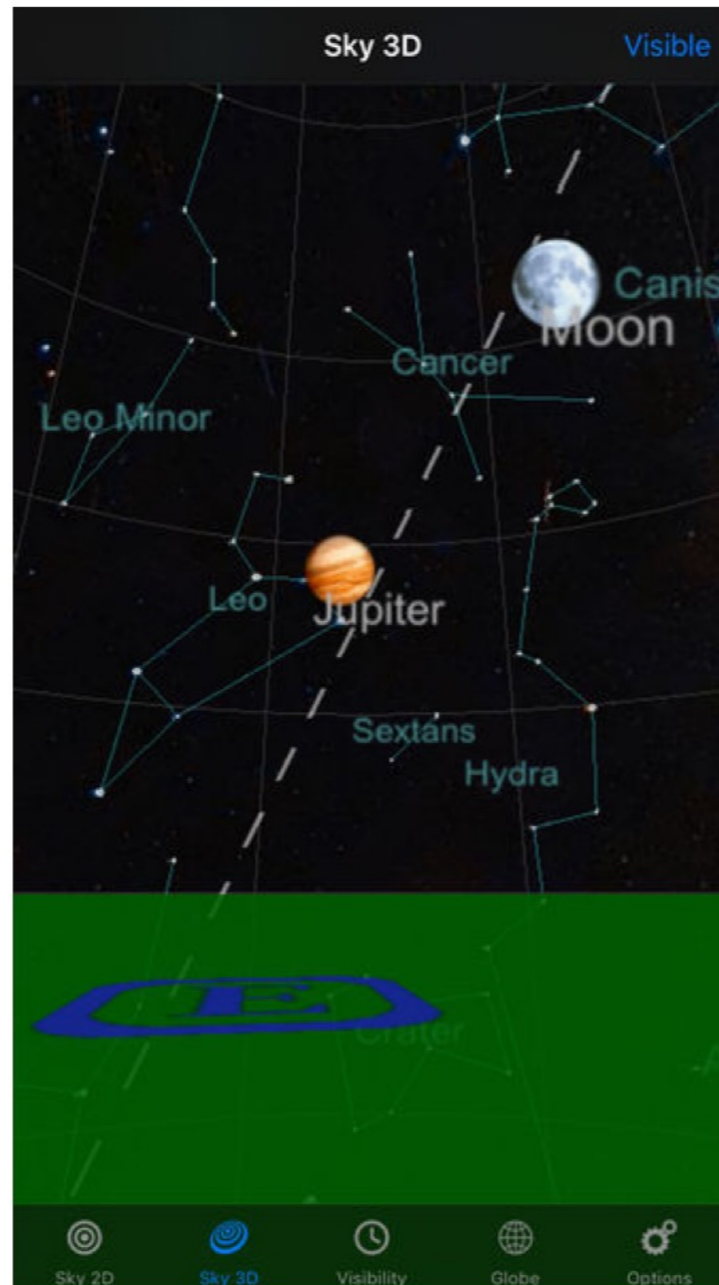 Sky 3D Visible
Canis
Moon
Cancer
Leo Minor
Leo
Jupiter
Sextans
Hydra
E
Crater
Sky 2D Sky 3D Visibility Globe Options